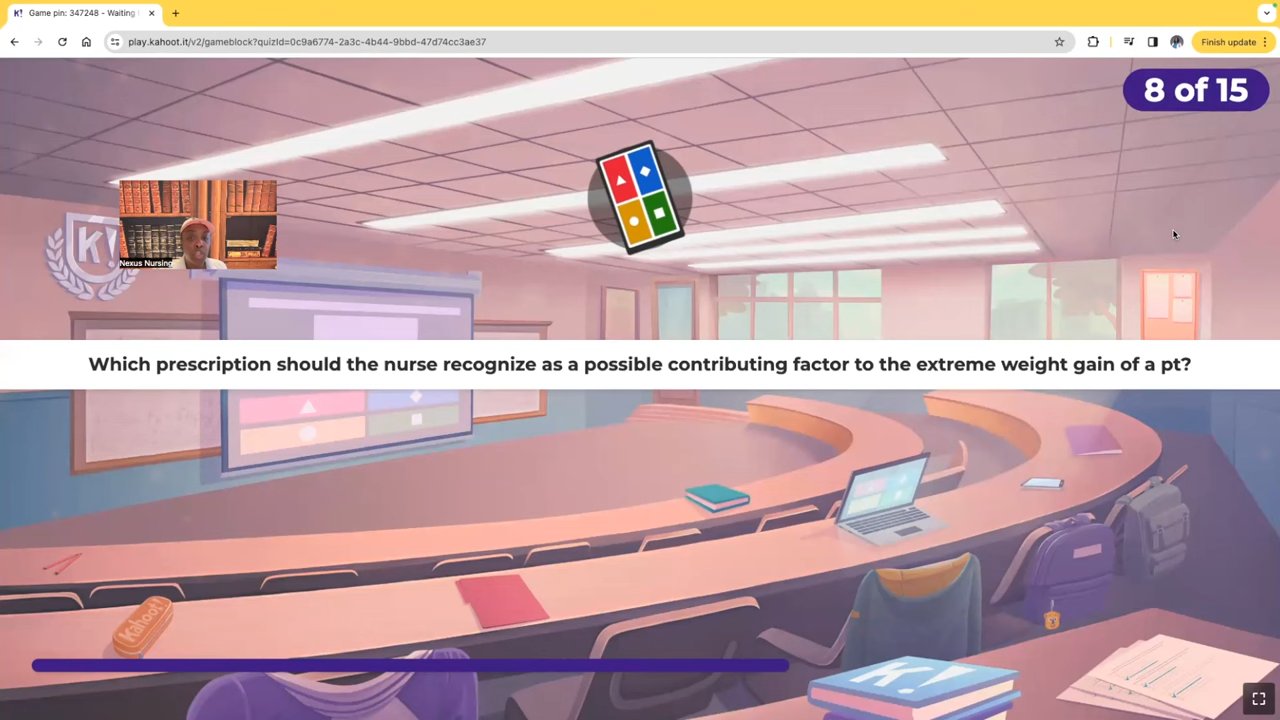 Game pin: 347248 - Waiting
play.kahoot.it/v2/gameblock?quizId=0c9a6774-2a3c-4b44-9bbd-47d74cc3ae37
Finish update
8 of 15
K!
Nexus Nursing
Which prescription should the nurse recognize as a possible contributing factor to the extreme weight gain of a pt?
Kahoot!
K!